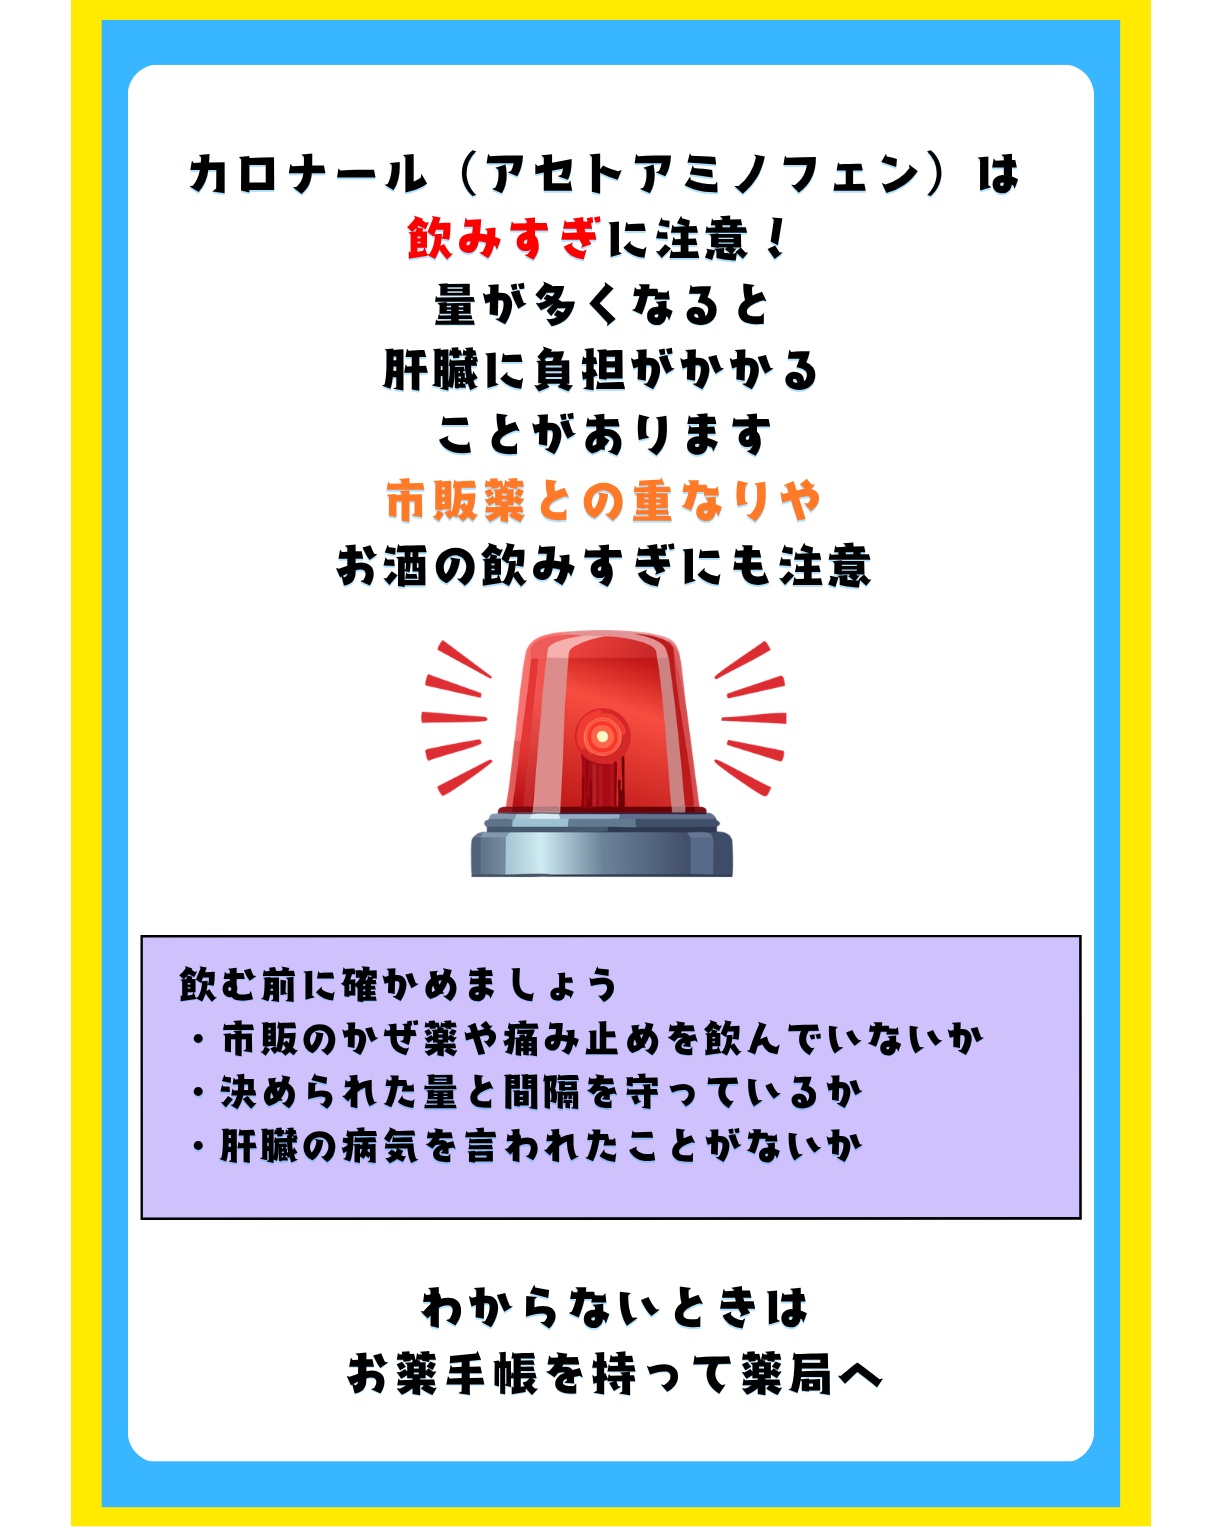 カロナール（アセトアミノフェン）は
飲みすぎに注意！
量が多くなると
肝臓に負担がかかる
ことがあります
市販薬との重なりや
お酒の飲みすぎにも注意
飲む前に確かめましょう
・市販のかぜ薬や痛み止めを飲んでいないか
・決められた量と間隔を守っているか
・肝臓の病気を言われたことがないか
わからないときは
お薬手帳を持って薬局へ